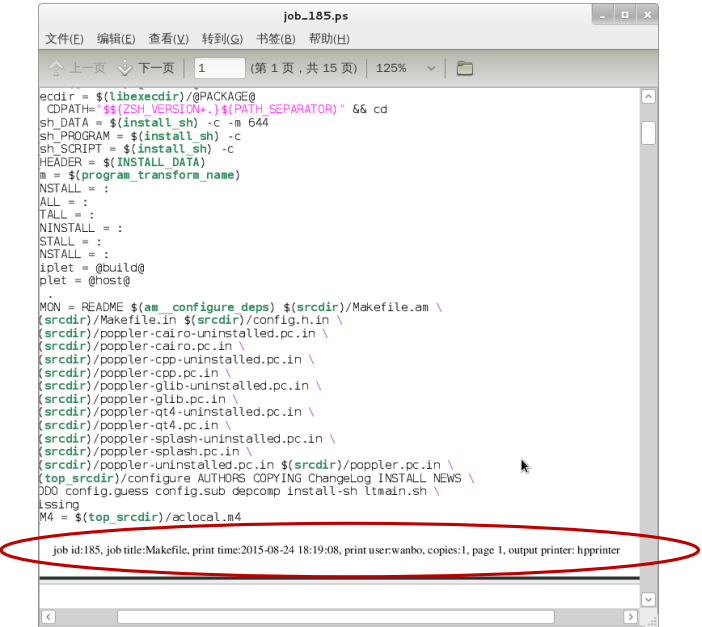 job_185.ps
文件(F) 编辑(E) 查看(V) 转到(G) 书签(B) 帮助(H)
上一页 下一页 1 (第 1 页，共 15 页) 125%
ecdir = $(libexecdir)/@PACKAGE@
CDPATH="$${ZSH_VERSION+.}$(PATH_SEPARATOR)" && cd
sh_DATA = $(install_sh) -c -m 644
sh_PROGRAM = $(install_sh) -c
sh_SCRIPT = $(install_sh) -c
HEADER = $(INSTALL_DATA)
m = $(program_transform_name)
NSTALL = :
ALL = :
TALL = :
NINSTALL = :
STALL = :
NSTALL = :
iplet = @build@
plet = @host@
.
MON = README $(am__configure_deps) $(srcdir)/Makefile.am \
(srcdir)/Makefile.in $(srcdir)/config.h.in \
(srcdir)/poppler-cairo-uninstalled.pc.in \
(srcdir)/poppler-cairo.pc.in \
(srcdir)/poppler-cpp-uninstalled.pc.in \
(srcdir)/poppler-cpp.pc.in \
(srcdir)/poppler-glib-uninstalled.pc.in \
(srcdir)/poppler-glib.pc.in \
(srcdir)/poppler-qt4-uninstalled.pc.in \
(srcdir)/poppler-qt4.pc.in \
(srcdir)/poppler-splash-uninstalled.pc.in \
(srcdir)/poppler-splash.pc.in \
(srcdir)/poppler-uninstalled.pc.in $(srcdir)/poppler.pc.in \
(top_srcdir)/configure AUTHORS COPYING ChangeLog INSTALL NEWS \
ODO config.guess config.sub depcomp install-sh ltmain.sh \
issing
M4 = $(top_srcdir)/aclocal.m4
job id:185, job title:Makefile, print time:2015-08-24 18:19:08, print user:wanbo, copies:1, page 1, output printer: hpprinter